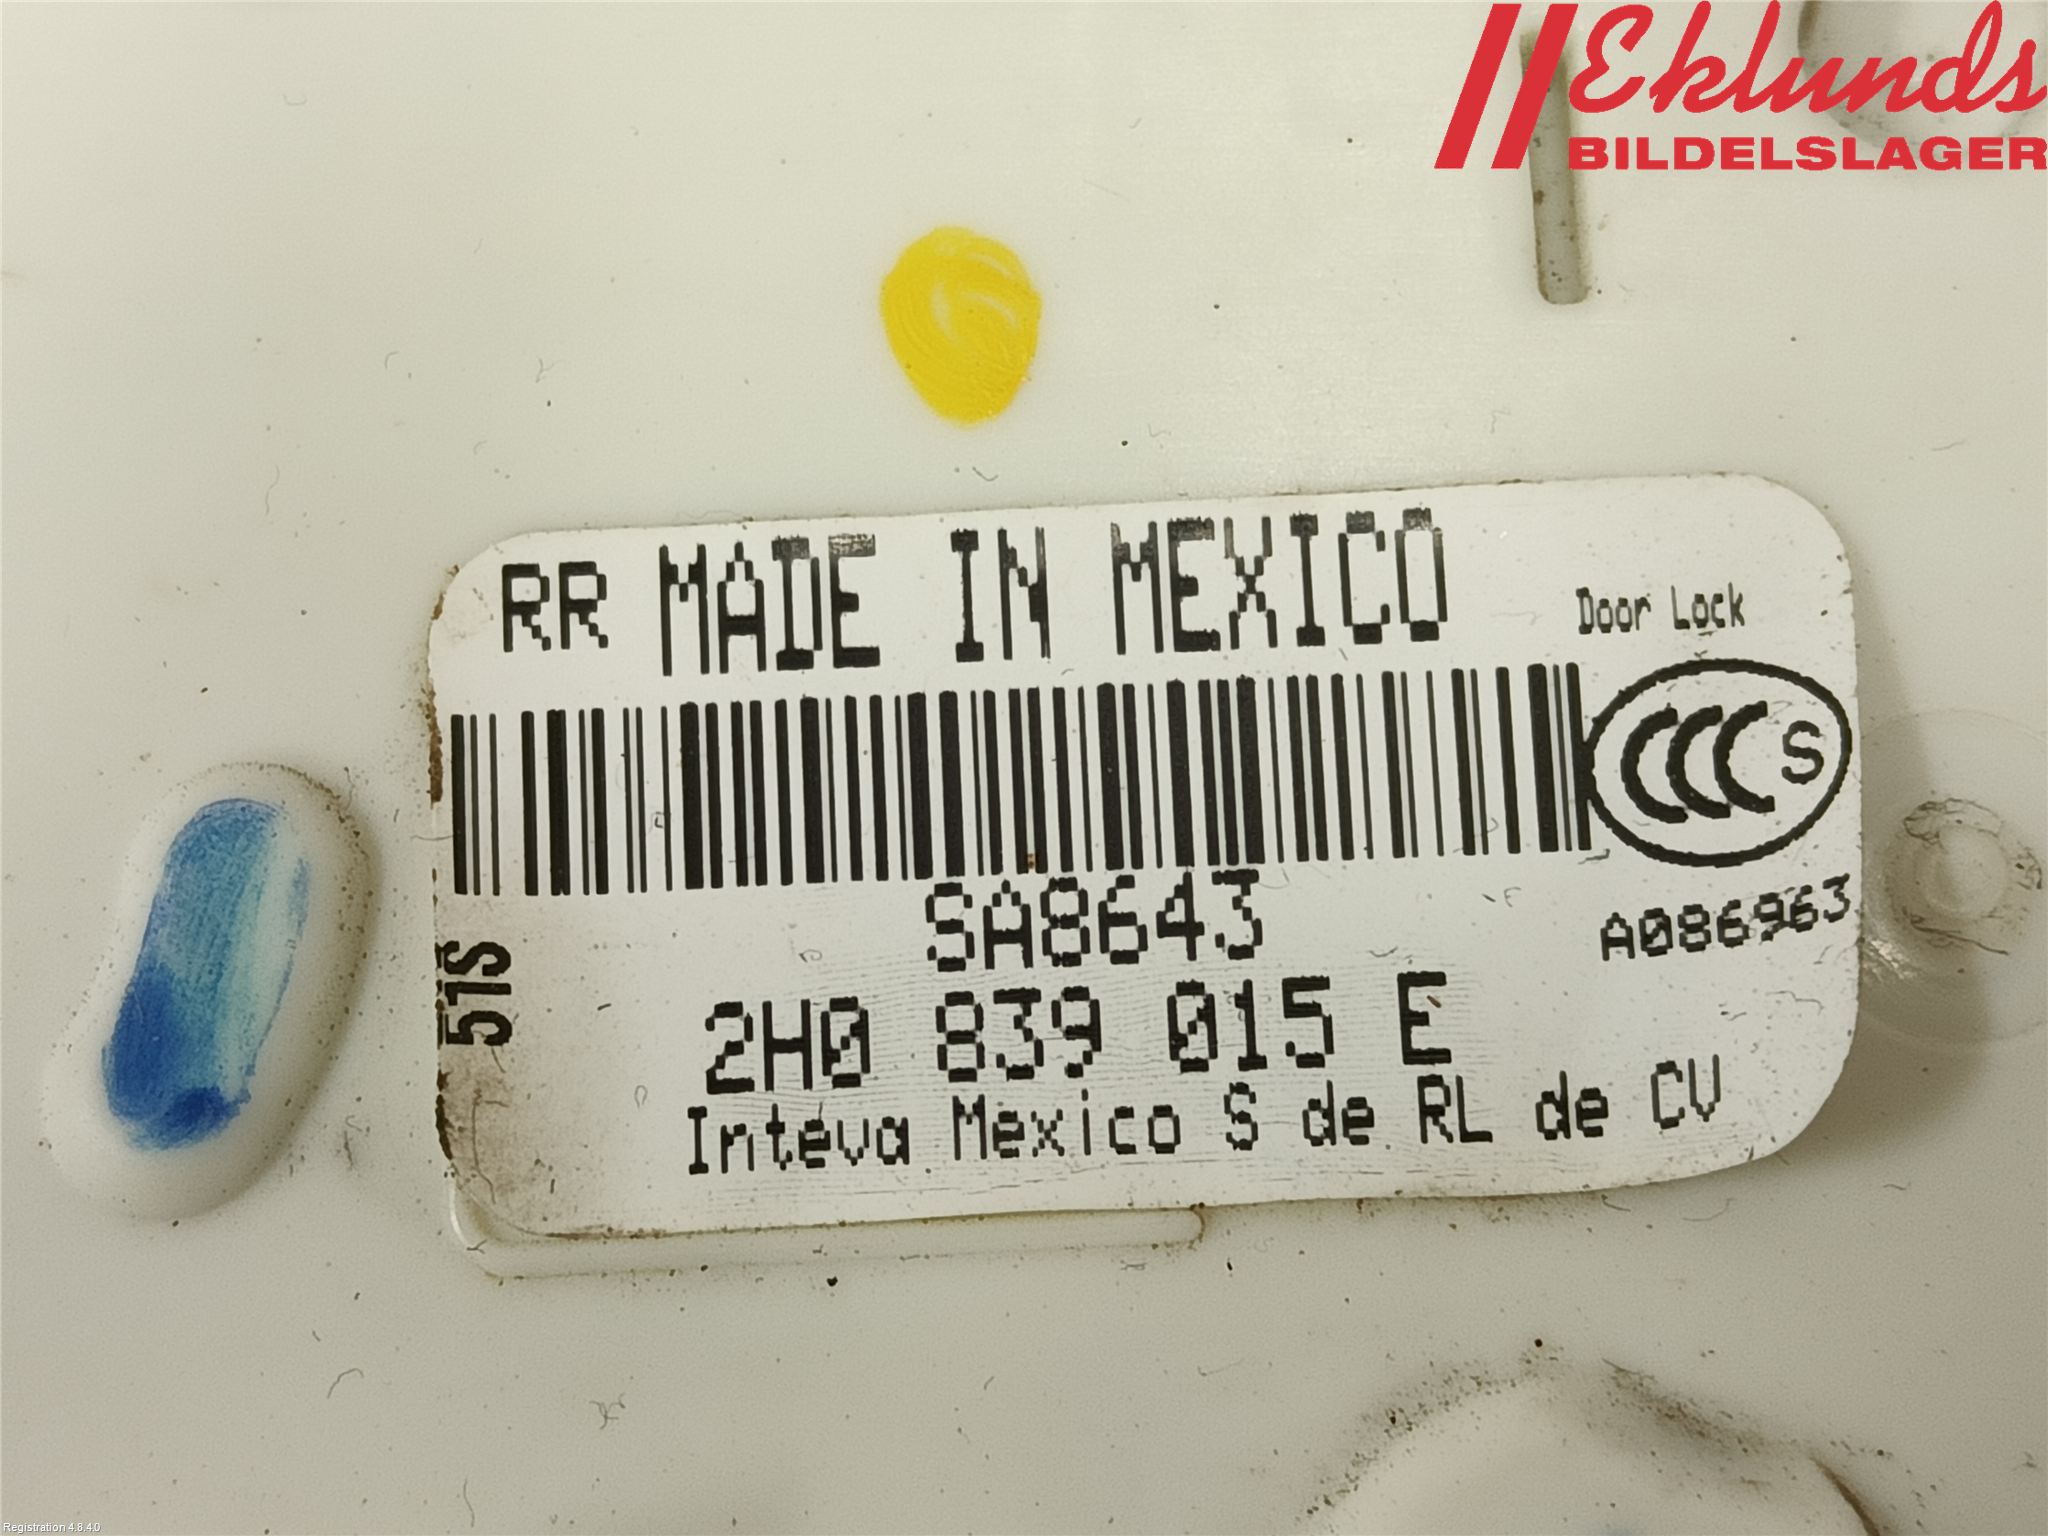 Eklunds
BILDELSLAGER
RR MADE IN MEXICO
Door Lock
CCC S
SA8643
A086963
51S
2H0 839 015 E
Inteva Mexico S de RL de CV
Registration 4.8.4.0